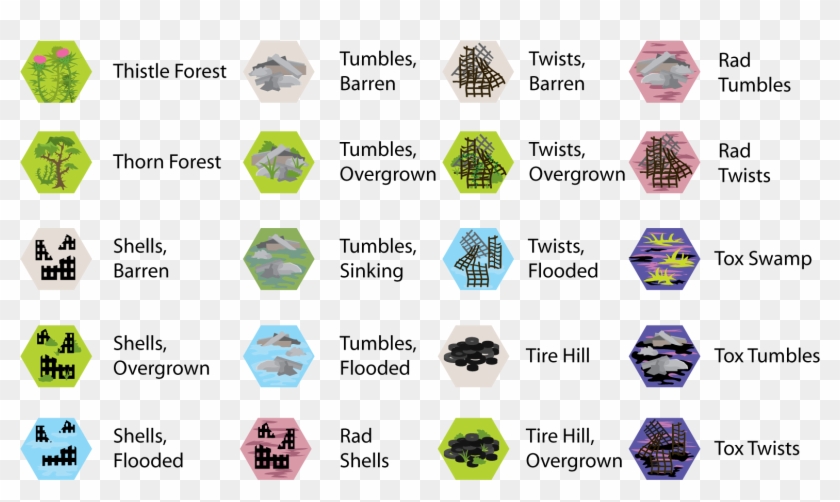 Thistle Forest
Thorn Forest
Shells,
Barren
Shells,
Overgrown
Shells,
Flooded
Tumbles,
Barren
Tumbles,
Overgrown
Tumbles,
Sinking
Tumbles,
Flooded
Rad
Shells
Twists,
Barren
Twists,
Overgrown
Twists,
Flooded
Tire Hill
Tire Hill,
Overgrown
Rad
Tumbles
Rad
Twists
Tox Swamp
Tox Tumbles
Tox Twists